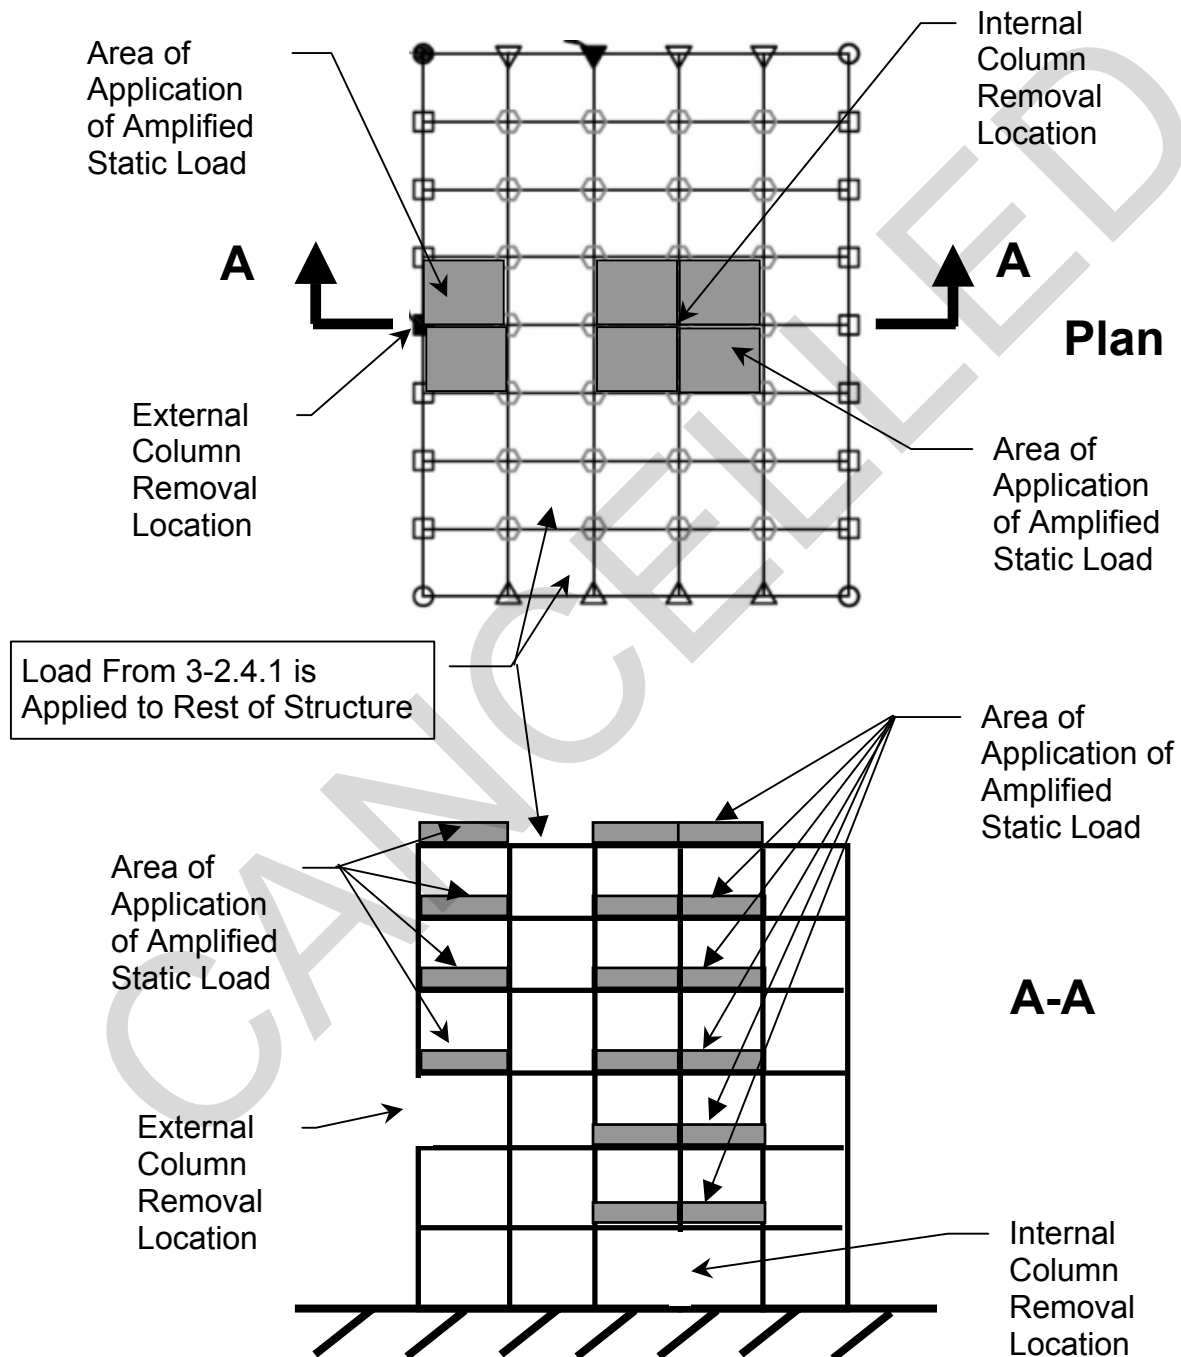 Area of
Application
of Amplified
Static Load
Internal
Column
Removal
Location
A
A
Plan
External
Column
Removal
Location
Area of
Application
of Amplified
Static Load
Load From 3-2.4.1 is
Applied to Rest of Structure
Area of
Application of
Amplified
Static Load
Area of
Application
of Amplified
Static Load
A-A
External
Column
Removal
Location
Internal
Column
Removal
Location
CANCELLED